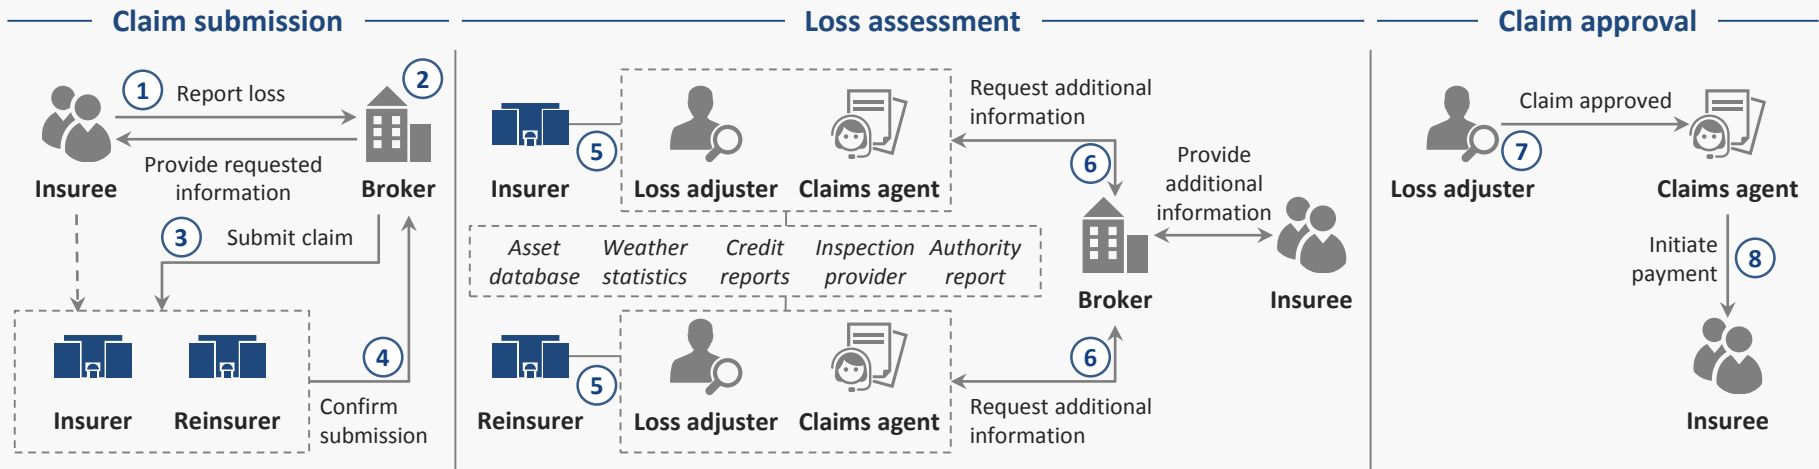 Claim submission
Loss assessment
Claim approval
1
Report loss
2
Provide requested
information
Insuree
Broker
3
Submit claim
4
Insurer
Reinsurer
Confirm
submission
Insurer
5
Loss adjuster
Claims agent
Request additional
information
6
Asset
database
Weather
statistics
Credit
reports
Inspection
provider
Authority
report
Provide
additional
information
Broker
Insuree
Reinsurer
5
Loss adjuster
Claims agent
6
Request additional
information
Claim approved
7
Loss adjuster
Claims agent
Initiate
payment
8
Insuree